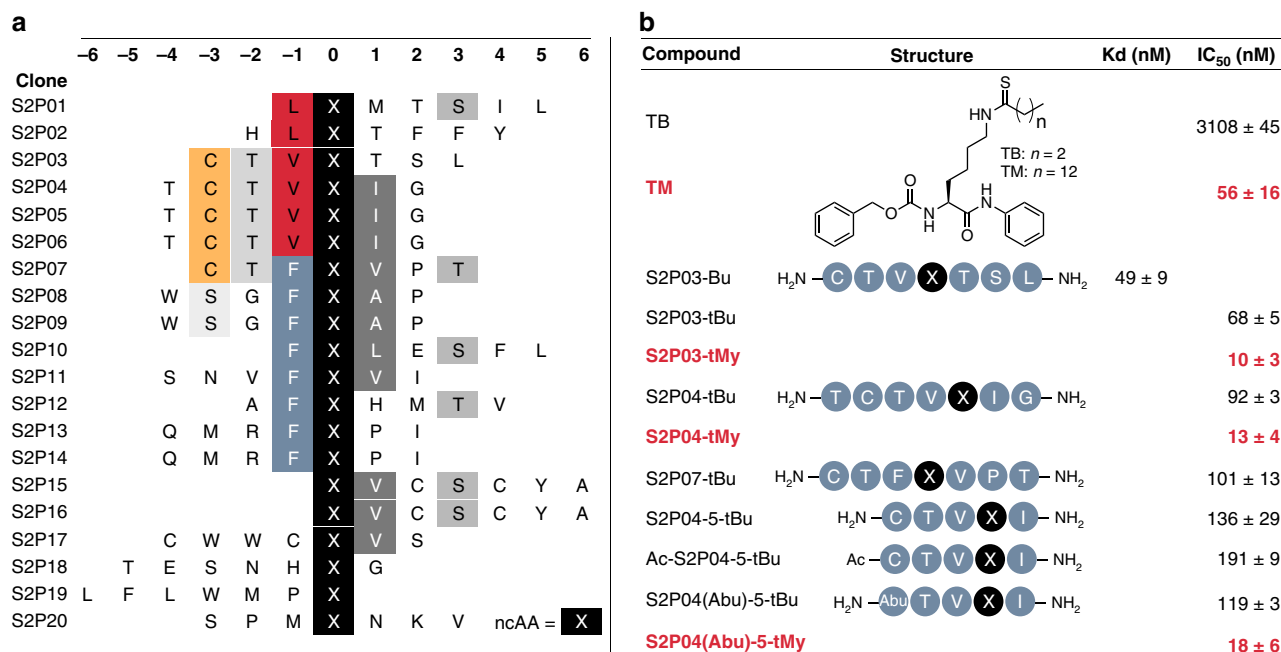 a
−6 −5 −4 −3 −2 −1 0 1 2 3 4 5 6
Clone
S2P01 L X M T S I L
S2P02 H L X T F F Y
S2P03 C T V X T S L
S2P04 T C T V X I G
S2P05 T C T V X I G
S2P06 T C T V X I G
S2P07 C T F X V P T
S2P08 W S G F X A P
S2P09 W S G F X A P
S2P10 F X L E S F L
S2P11 S N V F X V I
S2P12 A F X H M T V
S2P13 Q M R F X P I
S2P14 Q M R F X P I
S2P15 X V C S C Y A
S2P16 X V C S C Y A
S2P17 C W W C X V S
S2P18 T E S N H X G
S2P19 L F L W M P X
S2P20 S P M X N K V ncAA = X
b
Compound Structure Kd (nM) IC50 (nM)
S
HN ( ) n
TB 3108 ± 45
TB: n = 2
TM: n = 12
TM 56 ± 16
O H N
O N H
O
S2P03-Bu H2N C T V X T S L NH2 49 ± 9
S2P03-tBu 68 ± 5
S2P03-tMy 10 ± 3
S2P04-tBu H2N T C T V X I G NH2 92 ± 3
S2P04-tMy 13 ± 4
S2P07-tBu H2N C T F X V P T NH2 101 ± 13
S2P04-5-tBu H2N C T V X I NH2 136 ± 29
Ac-S2P04-5-tBu Ac C T V X I NH2 191 ± 9
S2P04(Abu)-5-tBu H2N Abu T V X I NH2 119 ± 3
S2P04(Abu)-5-tMy 18 ± 6